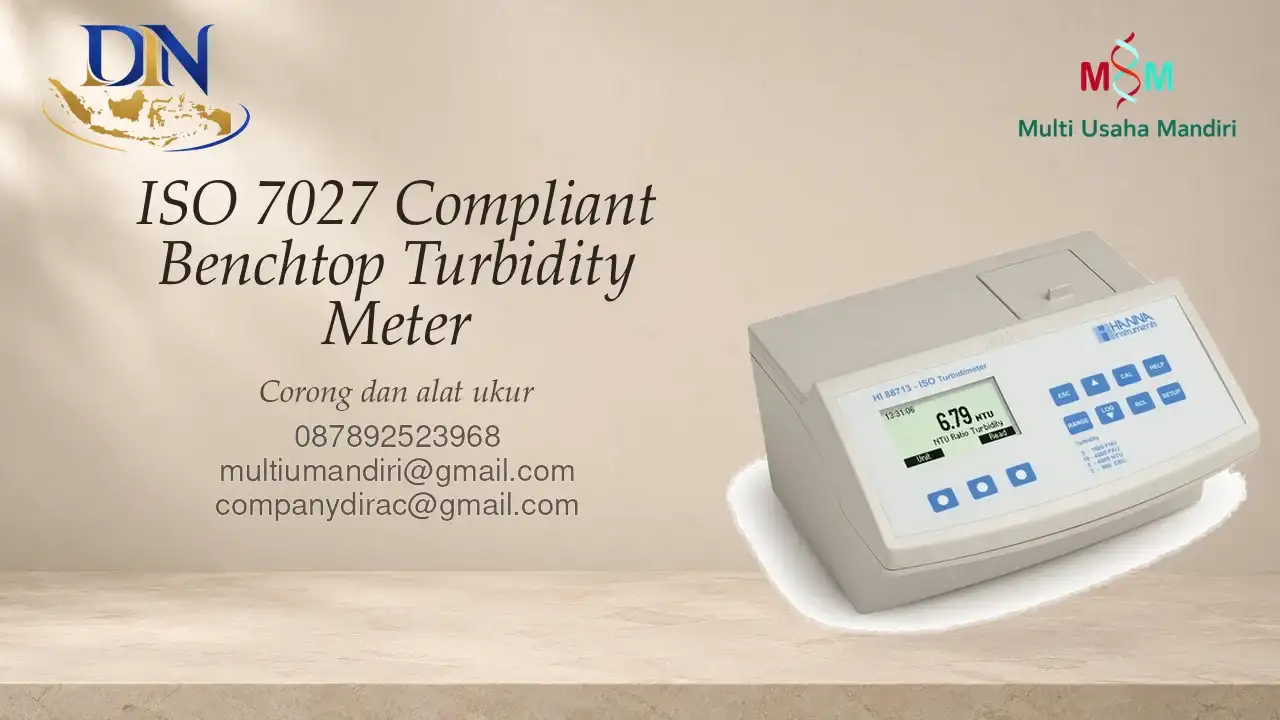 DIN
MSM
Multi Usaha Mandiri
ISO 7027 Compliant
Benchtop Turbidity
Meter
Corong dan alat ukur
087892523968
multiumandiri@gmail.com
companydirac@gmail.com
HANNA
instruments
HI 88713 - ISO Turbidimeter
13:31:06
6.79 NTU
NTU Ratio Turbidity
Unit
Read
ESC
CAL
HELP
RANGE
LOG
RCL
SETUP
Turbidity